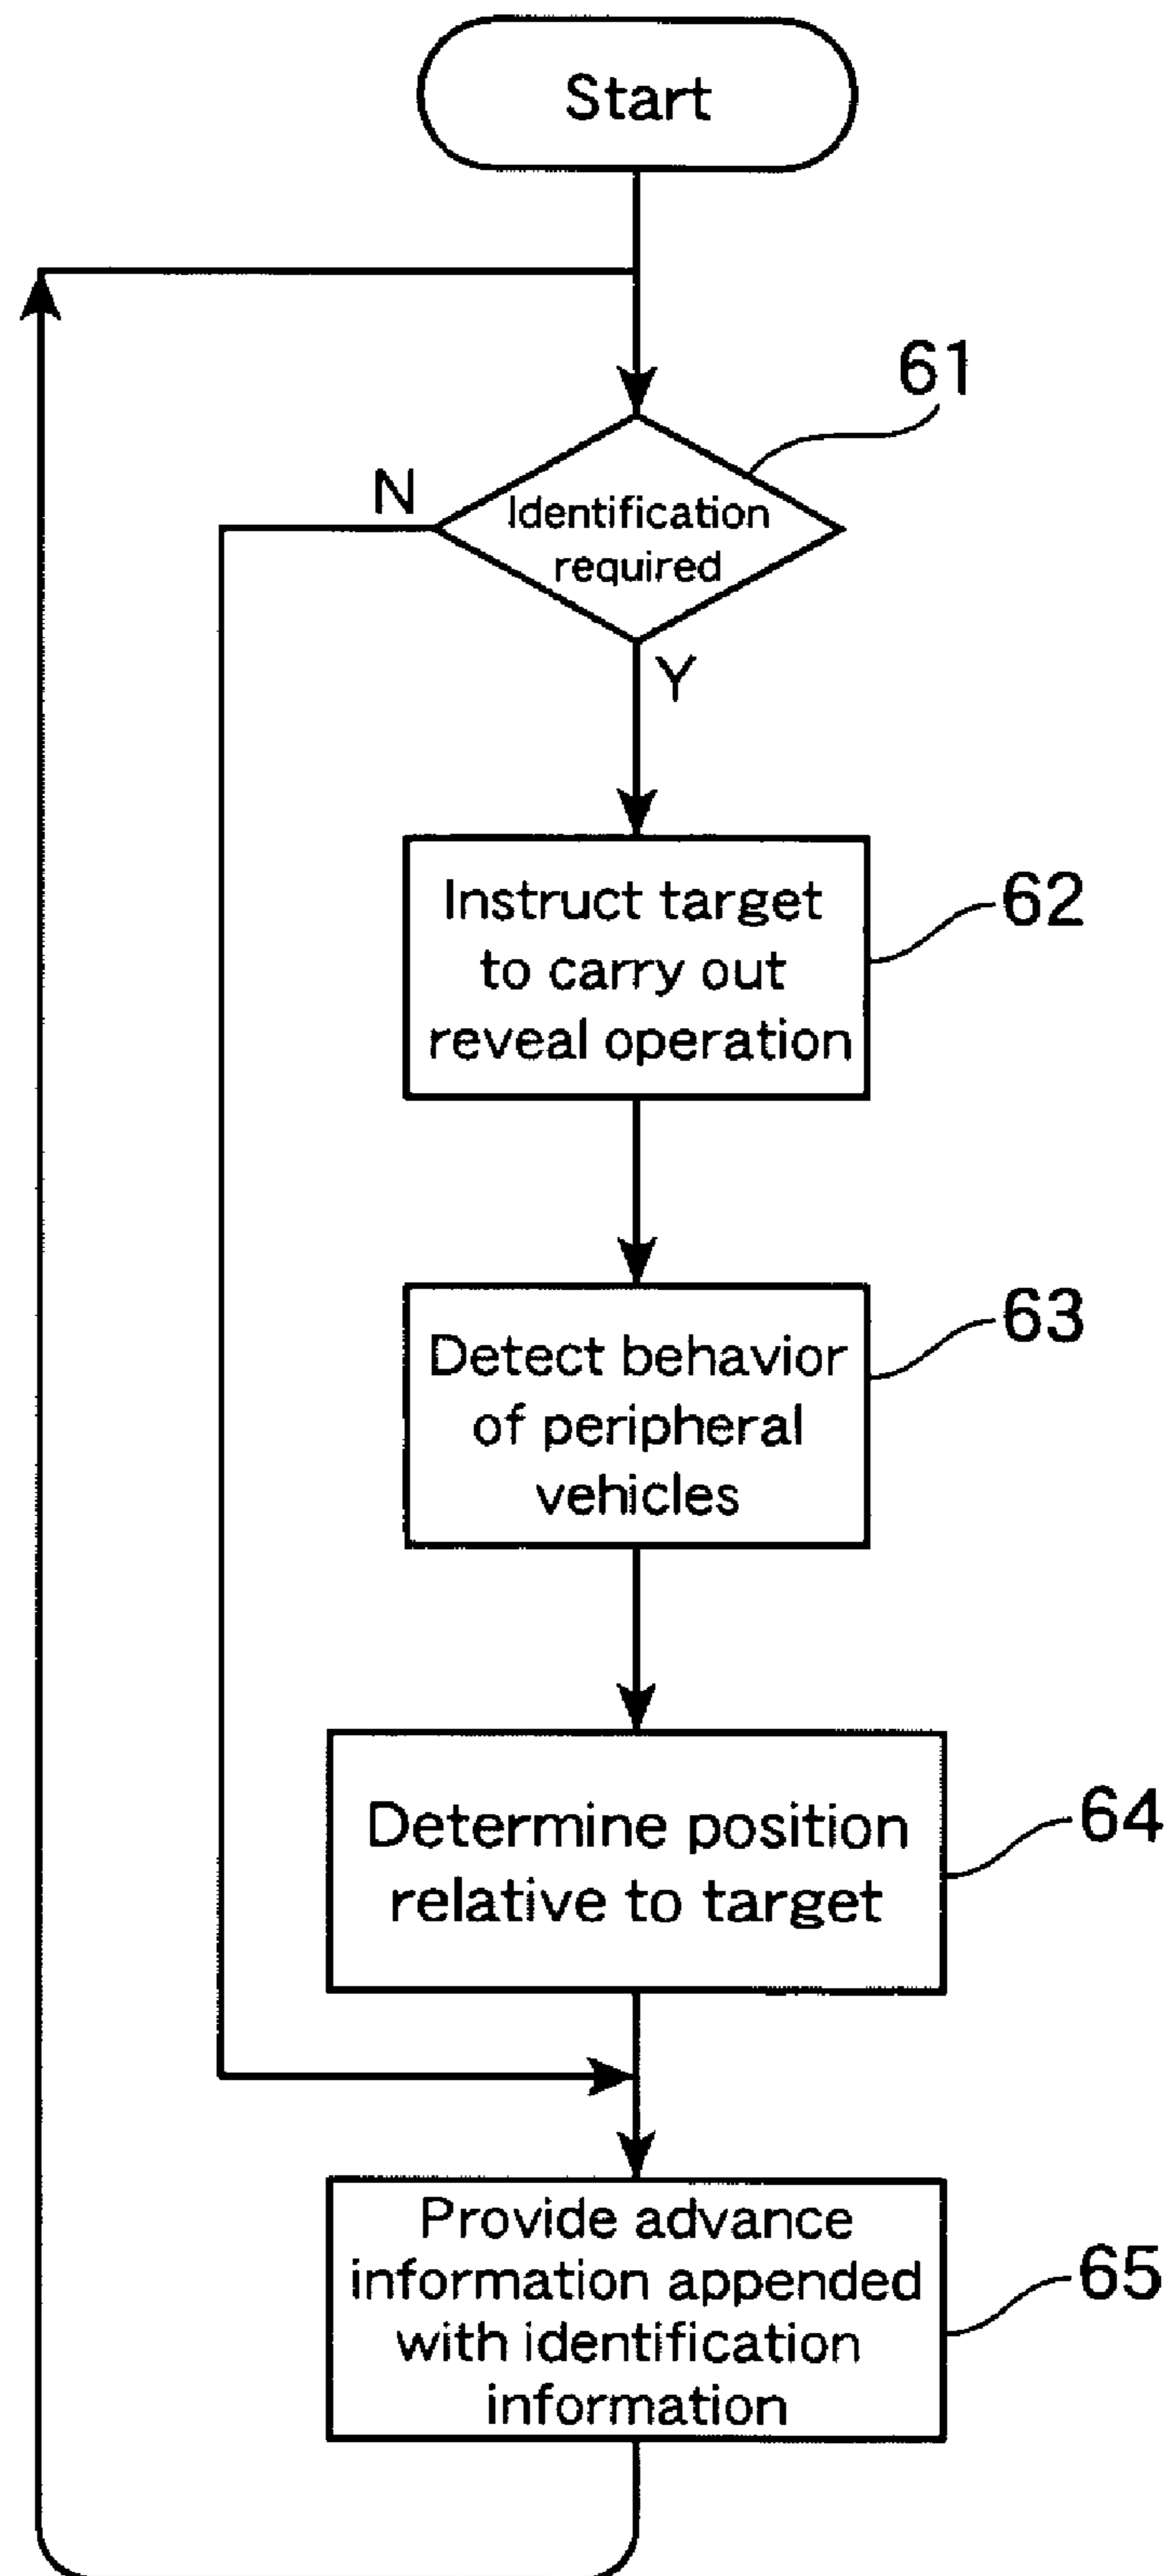 Start
61
N
Identification
required
Y
Instruct target
to carry out
reveal operation
62
Detect behavior
of peripheral
vehicles
63
Determine position
relative to target
64
Provide advance
information appended
with identification
information
65